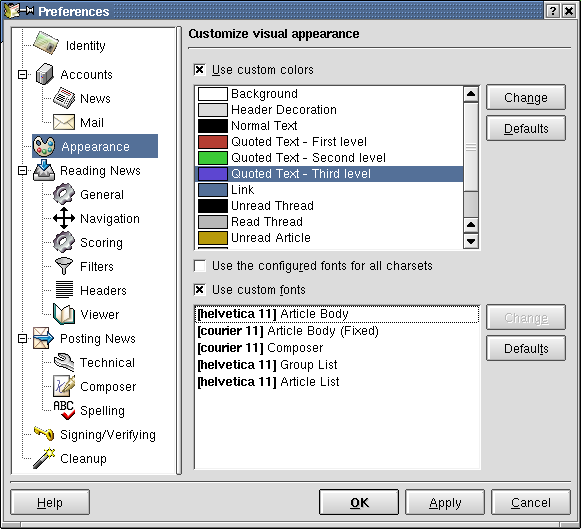 Preferences
?
Identity
Accounts
News
Mail
Appearance
Reading News
General
Navigation
Scoring
Filters
Headers
Viewer
Posting News
Technical
Composer
ABC
Spelling
Signing/Verifying
Cleanup
Customize visual appearance
Use custom colors
Background
Header Decoration
Normal Text
Quoted Text - First level
Quoted Text - Second level
Quoted Text - Third level
Link
Unread Thread
Read Thread
Unread Article
Change
Defaults
Use the configured fonts for all charsets
Use custom fonts
[helvetica 11] Article Body
[courier 11] Article Body (Fixed)
[courier 11] Composer
[helvetica 11] Group List
[helvetica 11] Article List
Change
Defaults
Help
OK
Apply
Cancel